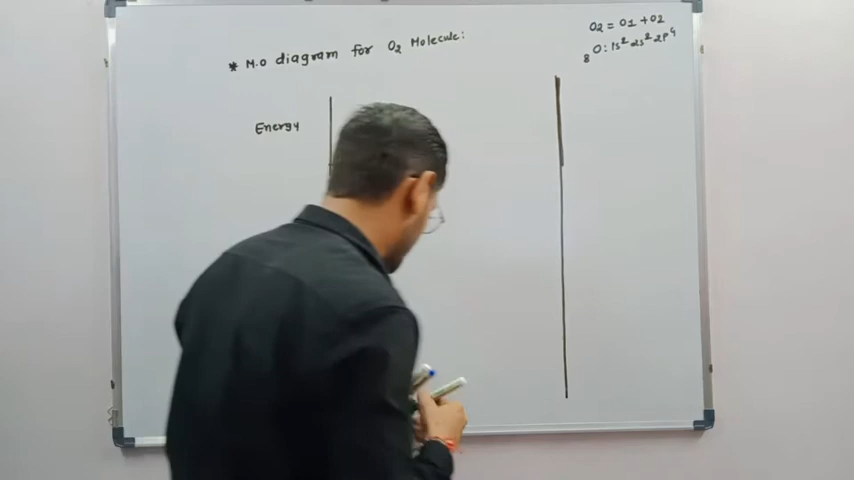 O2 = O1 + O2
8O: 1s² 2s² 2p⁴
* M.O diagram for O2 Molecule:
Energy